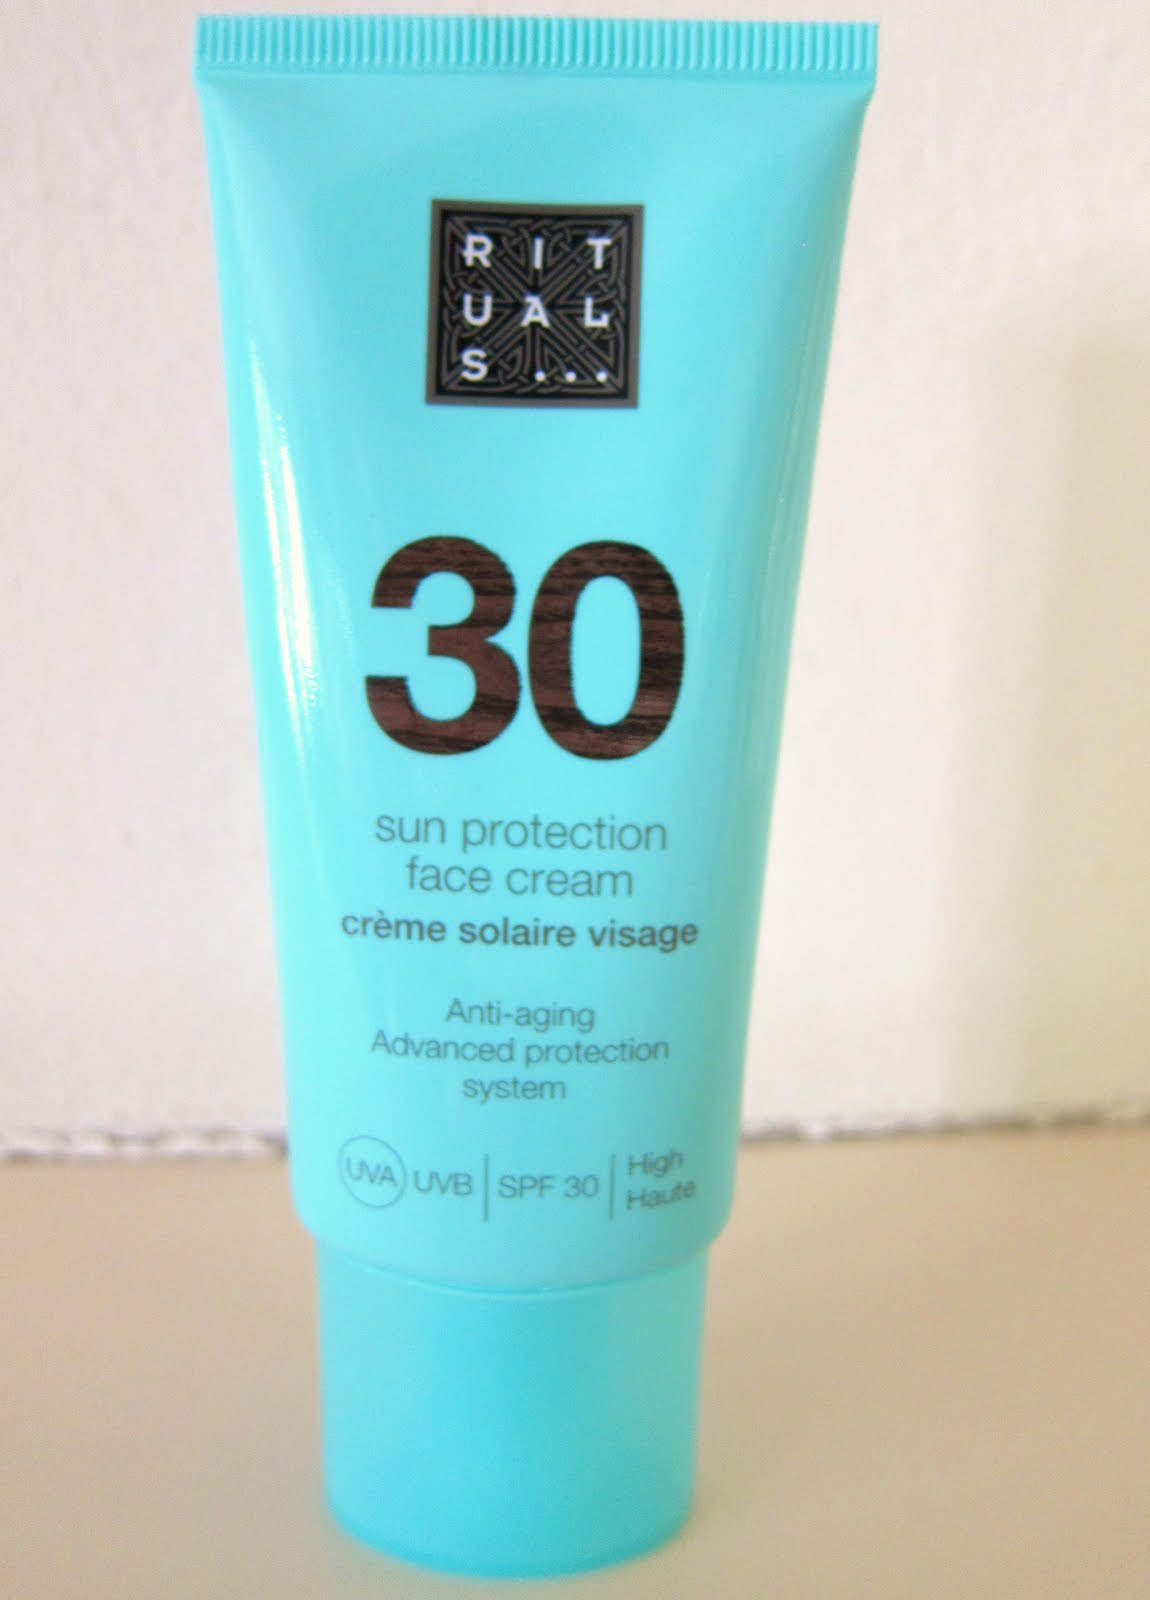 RIT
UAL
S...
30
sun protection
face cream
crème solaire visage
Anti-aging
Advanced protection
system
UVA UVB SPF 30 High
Haute